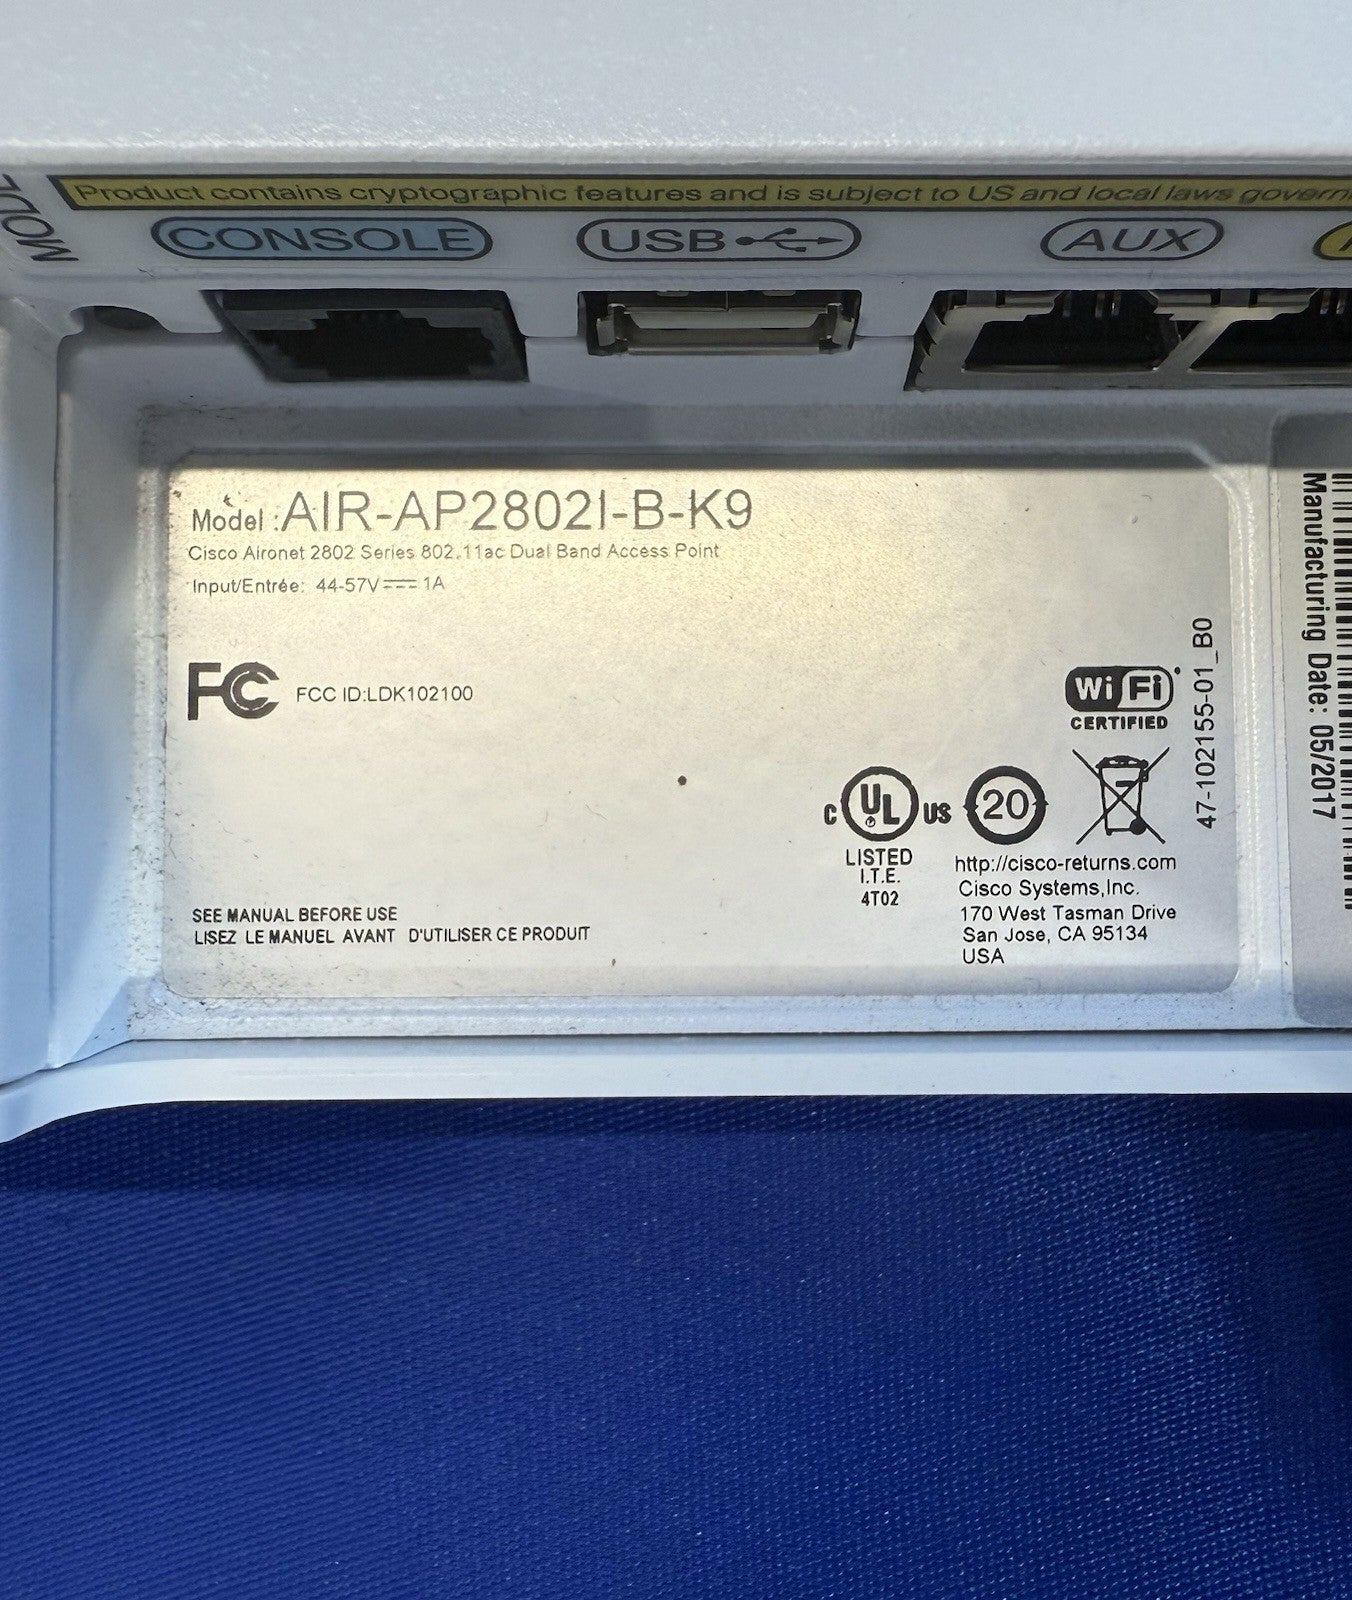 Product contains cryptographic features and is subject to US and local laws
CONSOLE
USB
AUX
Model :AIR-AP2802I-B-K9
Cisco Aironet 2802 Series 802.11ac Dual Band Access Point
Input/Entrée: 44-57V 1A
FC
FCC ID:LDK102100
Wi Fi
CERTIFIED
47-102155-01_B0
C UL US
20
LISTED
I.T.E.
4T02
http://cisco-returns.com
Cisco Systems,Inc.
170 West Tasman Drive
San Jose, CA 95134
USA
SEE MANUAL BEFORE USE
LISEZ LE MANUEL AVANT D'UTILISER CE PRODUIT
Manufacturing Date: 05/2017